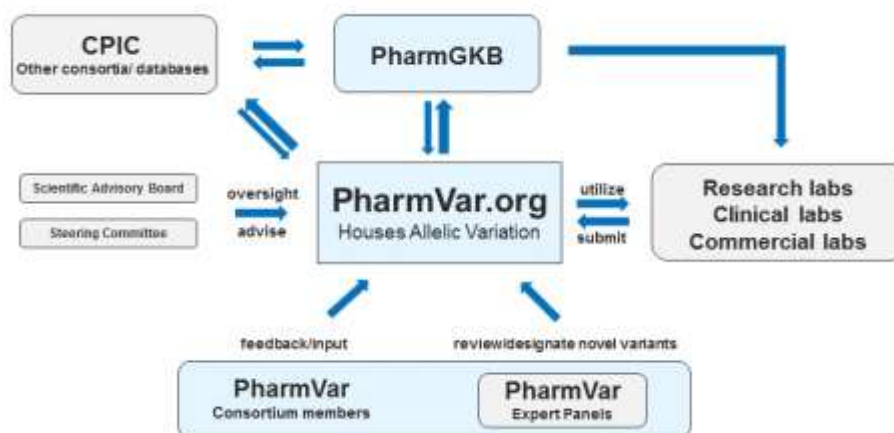 CPIC
Other consortia/ databases
PharmGKB
Scientific Advisory Board
Steering Committee
oversight
advise
PharmVar.org
Houses Allelic Variation
utilize
submit
Research labs
Clinical labs
Commercial labs
feedback/input
review/designate novel variants
PharmVar
Consortium members
PharmVar
Expert Panels